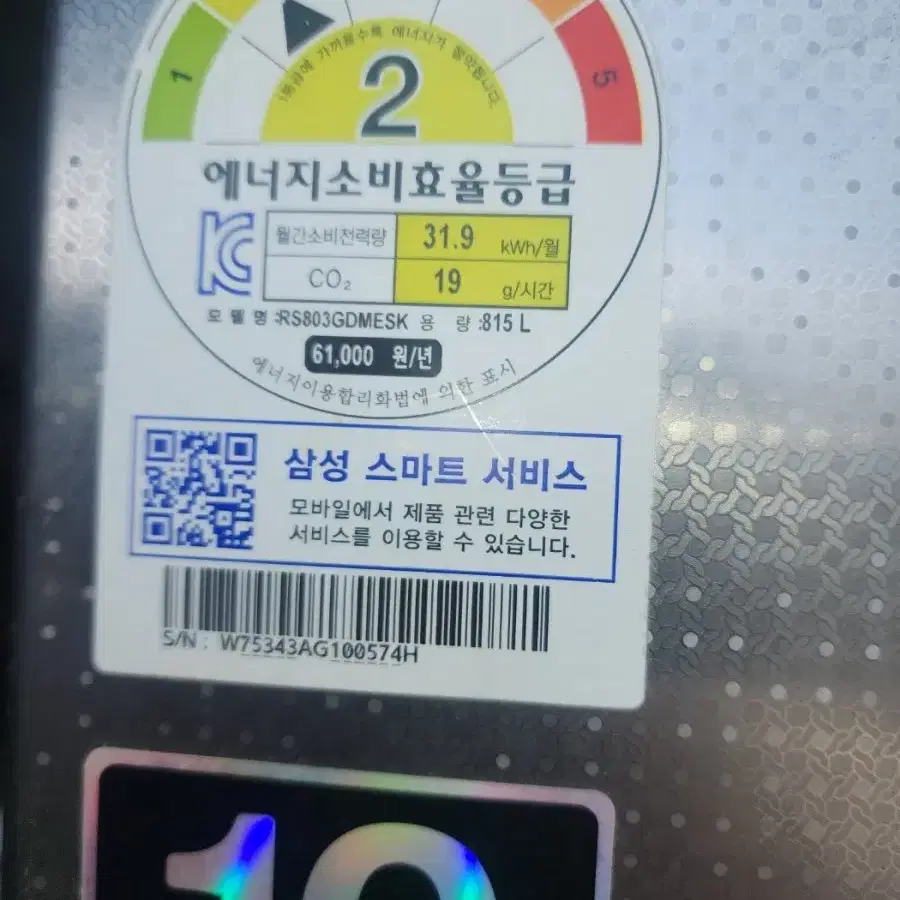 1등급에 가까울수록 에너지가 절약됩니다.
1
2
5
에너지소비효율등급
KC
월간소비전력량 31.9 kWh/월
CO₂ 19 g/시간
모델명:RS803GDMESK 용 량:815 L
61,000 원/년
에너지이용합리화법에 의한 표시
삼성 스마트 서비스
모바일에서 제품 관련 다양한
서비스를 이용할 수 있습니다.
S/N : W75343AG100574H